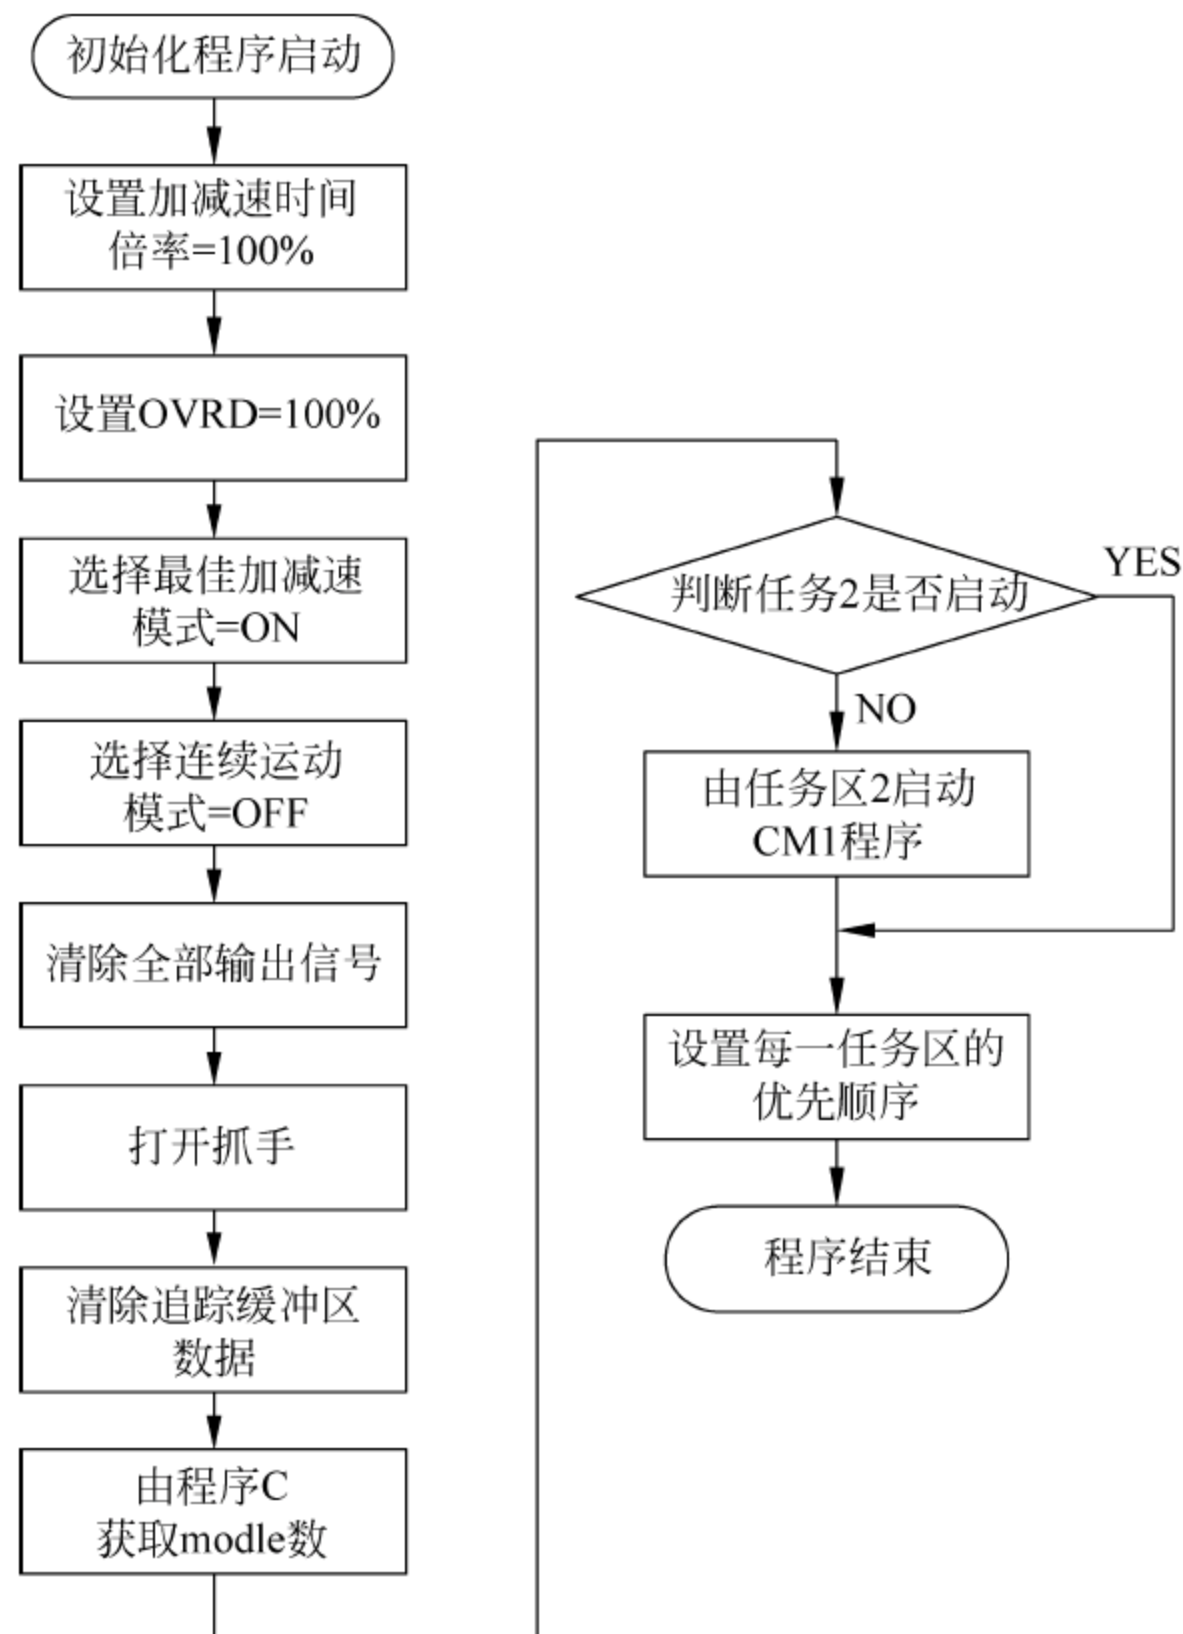 初始化程序启动
设置加减速时间
倍率=100%
设置OVRD=100%
选择最佳加减速
模式=ON
选择连续运动
模式=OFF
清除全部输出信号
打开抓手
清除追踪缓冲区
数据
由程序C
获取modle数
判断任务2是否启动
YES
NO
由任务区2启动
CM1程序
设置每一任务区的
优先顺序
程序结束